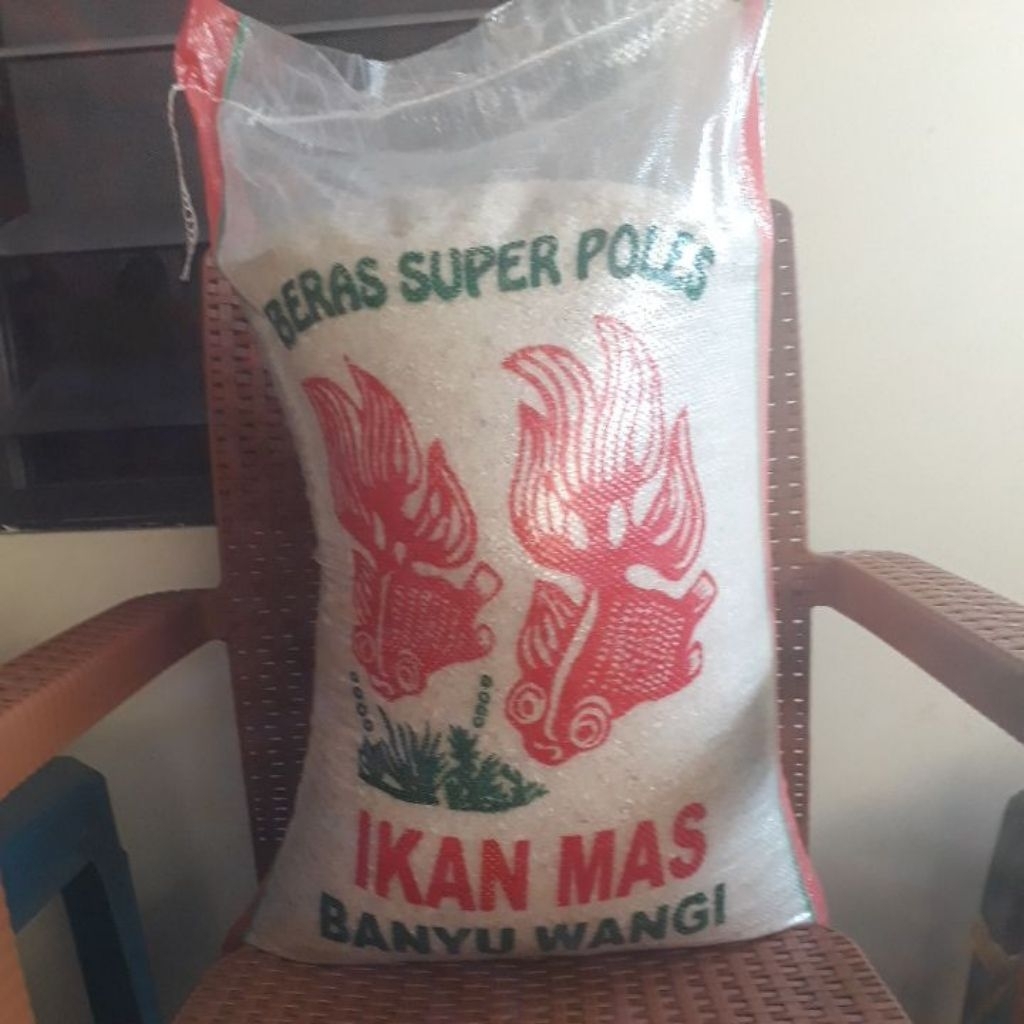 BERAS SUPER POLES
IKAN MAS
BANYU WANGI